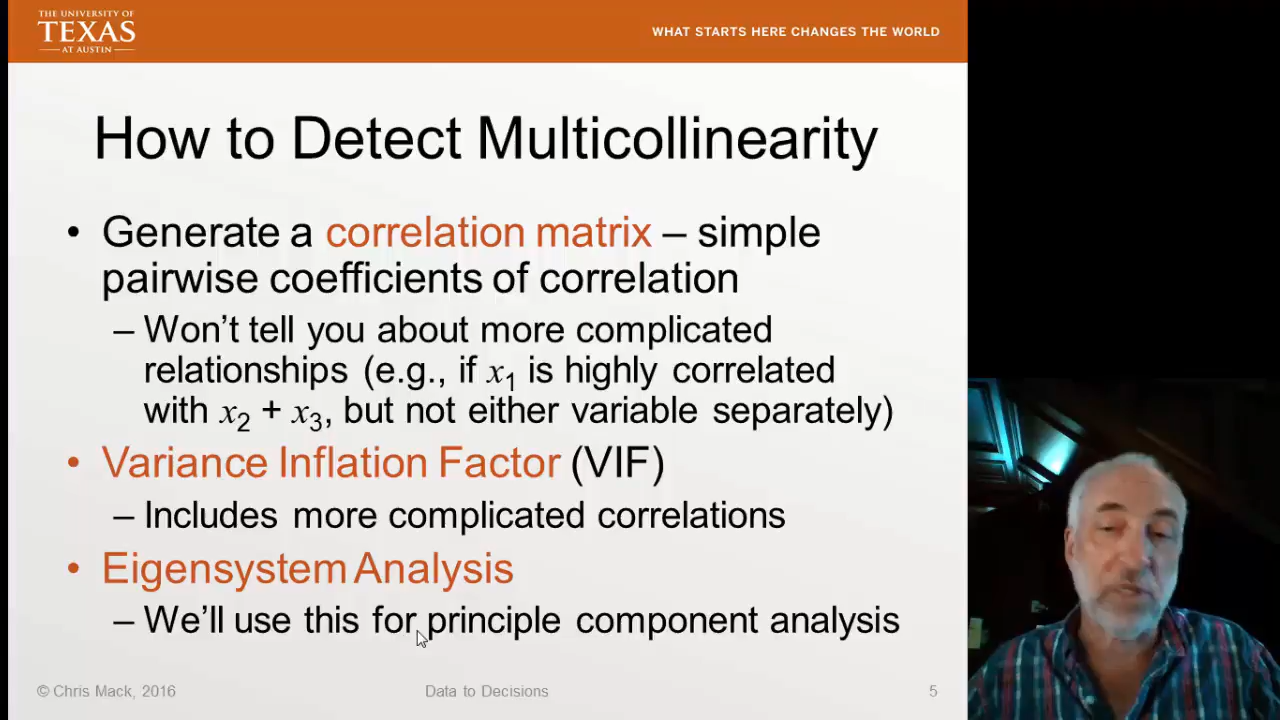 THE UNIVERSITY OF
TEXAS
AT AUSTIN
WHAT STARTS HERE CHANGES THE WORLD
How to Detect Multicollinearity
• Generate a correlation matrix – simple
pairwise coefficients of correlation
– Won't tell you about more complicated
relationships (e.g., if x₁ is highly correlated
with x₂ + x₃, but not either variable separately)
• Variance Inflation Factor (VIF)
– Includes more complicated correlations
• Eigensystem Analysis
– We'll use this for principle component analysis
© Chris Mack, 2016
Data to Decisions
5